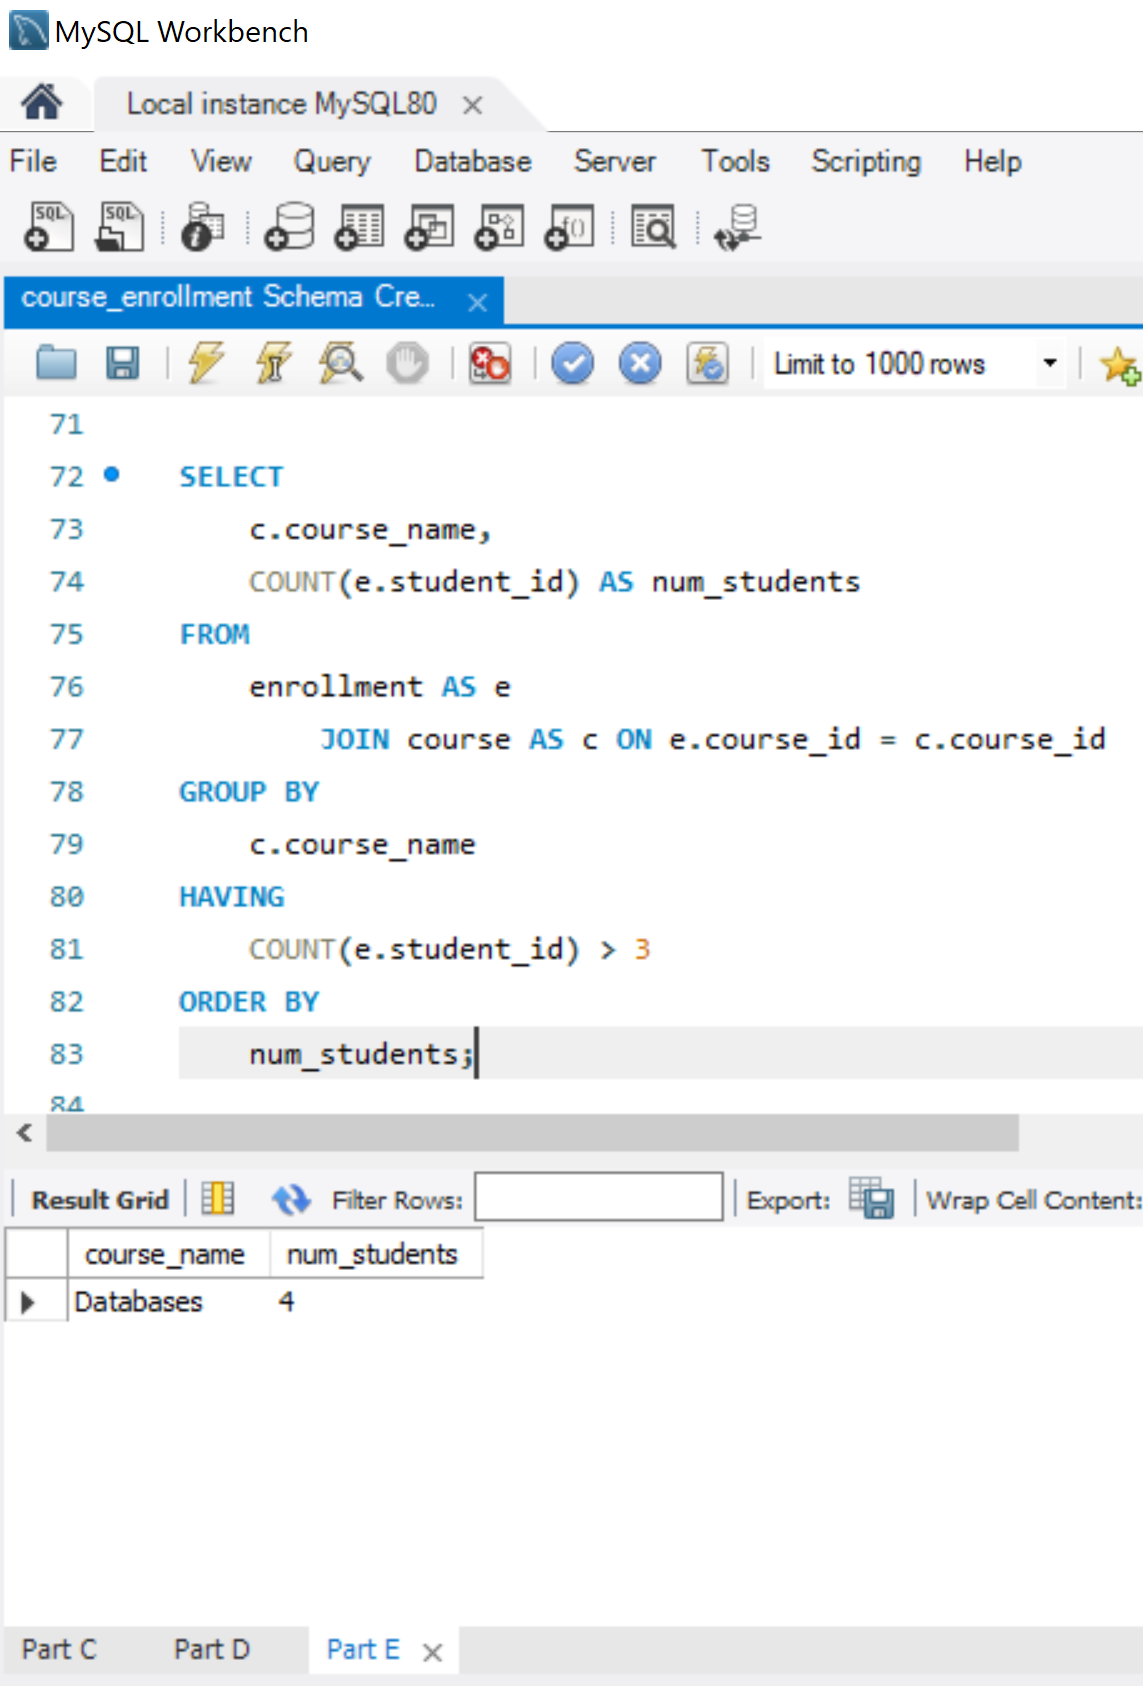 MySQL Workbench
Local instance MySQL80
File Edit View Query Database Server Tools Scripting Help
SQL SQL
course_enrollment Schema Cre...
Limit to 1000 rows
71
72 SELECT
73 c.course_name,
74 COUNT(e.student_id) AS num_students
75 FROM
76 enrollment AS e
77 JOIN course AS c ON e.course_id = c.course_id
78 GROUP BY
79 c.course_name
80 HAVING
81 COUNT(e.student_id) > 3
82 ORDER BY
83 num_students;
84
Result Grid Filter Rows: Export: Wrap Cell Content:
course_name num_students
Databases 4
Part C Part D Part E